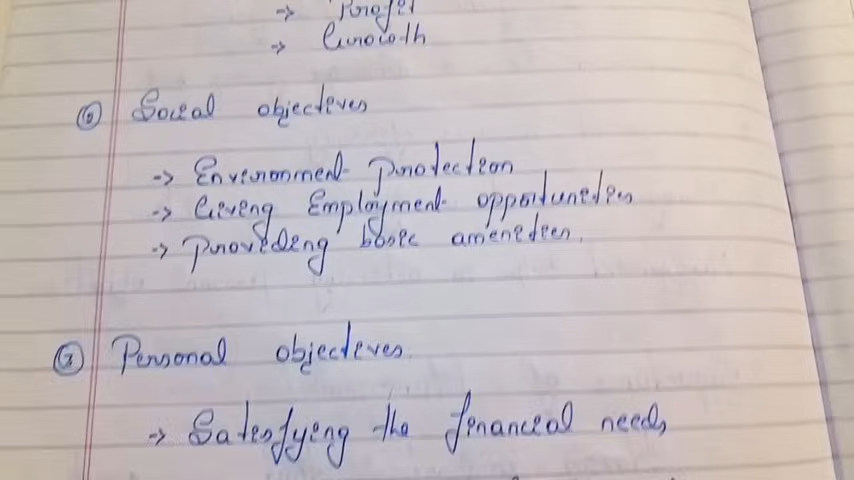 → Profit
→ Growth
② Social objectives
→ Environment Protection
→ Giving Employment opportunities
→ Providing basic amenities.
③ Personal objectives.
→ Satisfying the financial needs